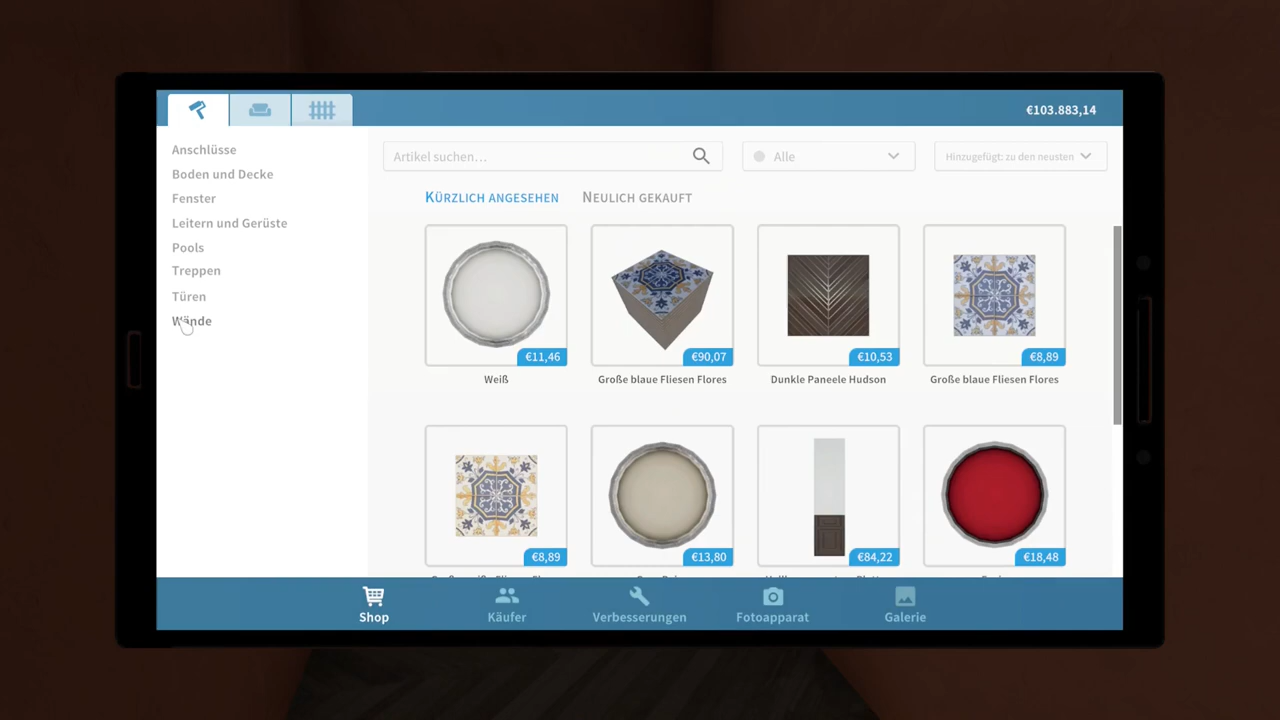 €103.883,14
Anschlüsse
Boden und Decke
Fenster
Leitern und Gerüste
Pools
Treppen
Türen
Wände
Artikel suchen...
Alle
Hinzugefügt: zu den neusten
KÜRZLICH ANGESEHEN
NEULICH GEKAUFT
€11,46
€90,07
€10,53
€8,89
Weiß
Große blaue Fliesen Flores
Dunkle Paneele Hudson
Große blaue Fliesen Flores
€8,89
€13,80
€84,22
€18,48
Shop
Käufer
Verbesserungen
Fotoapparat
Galerie